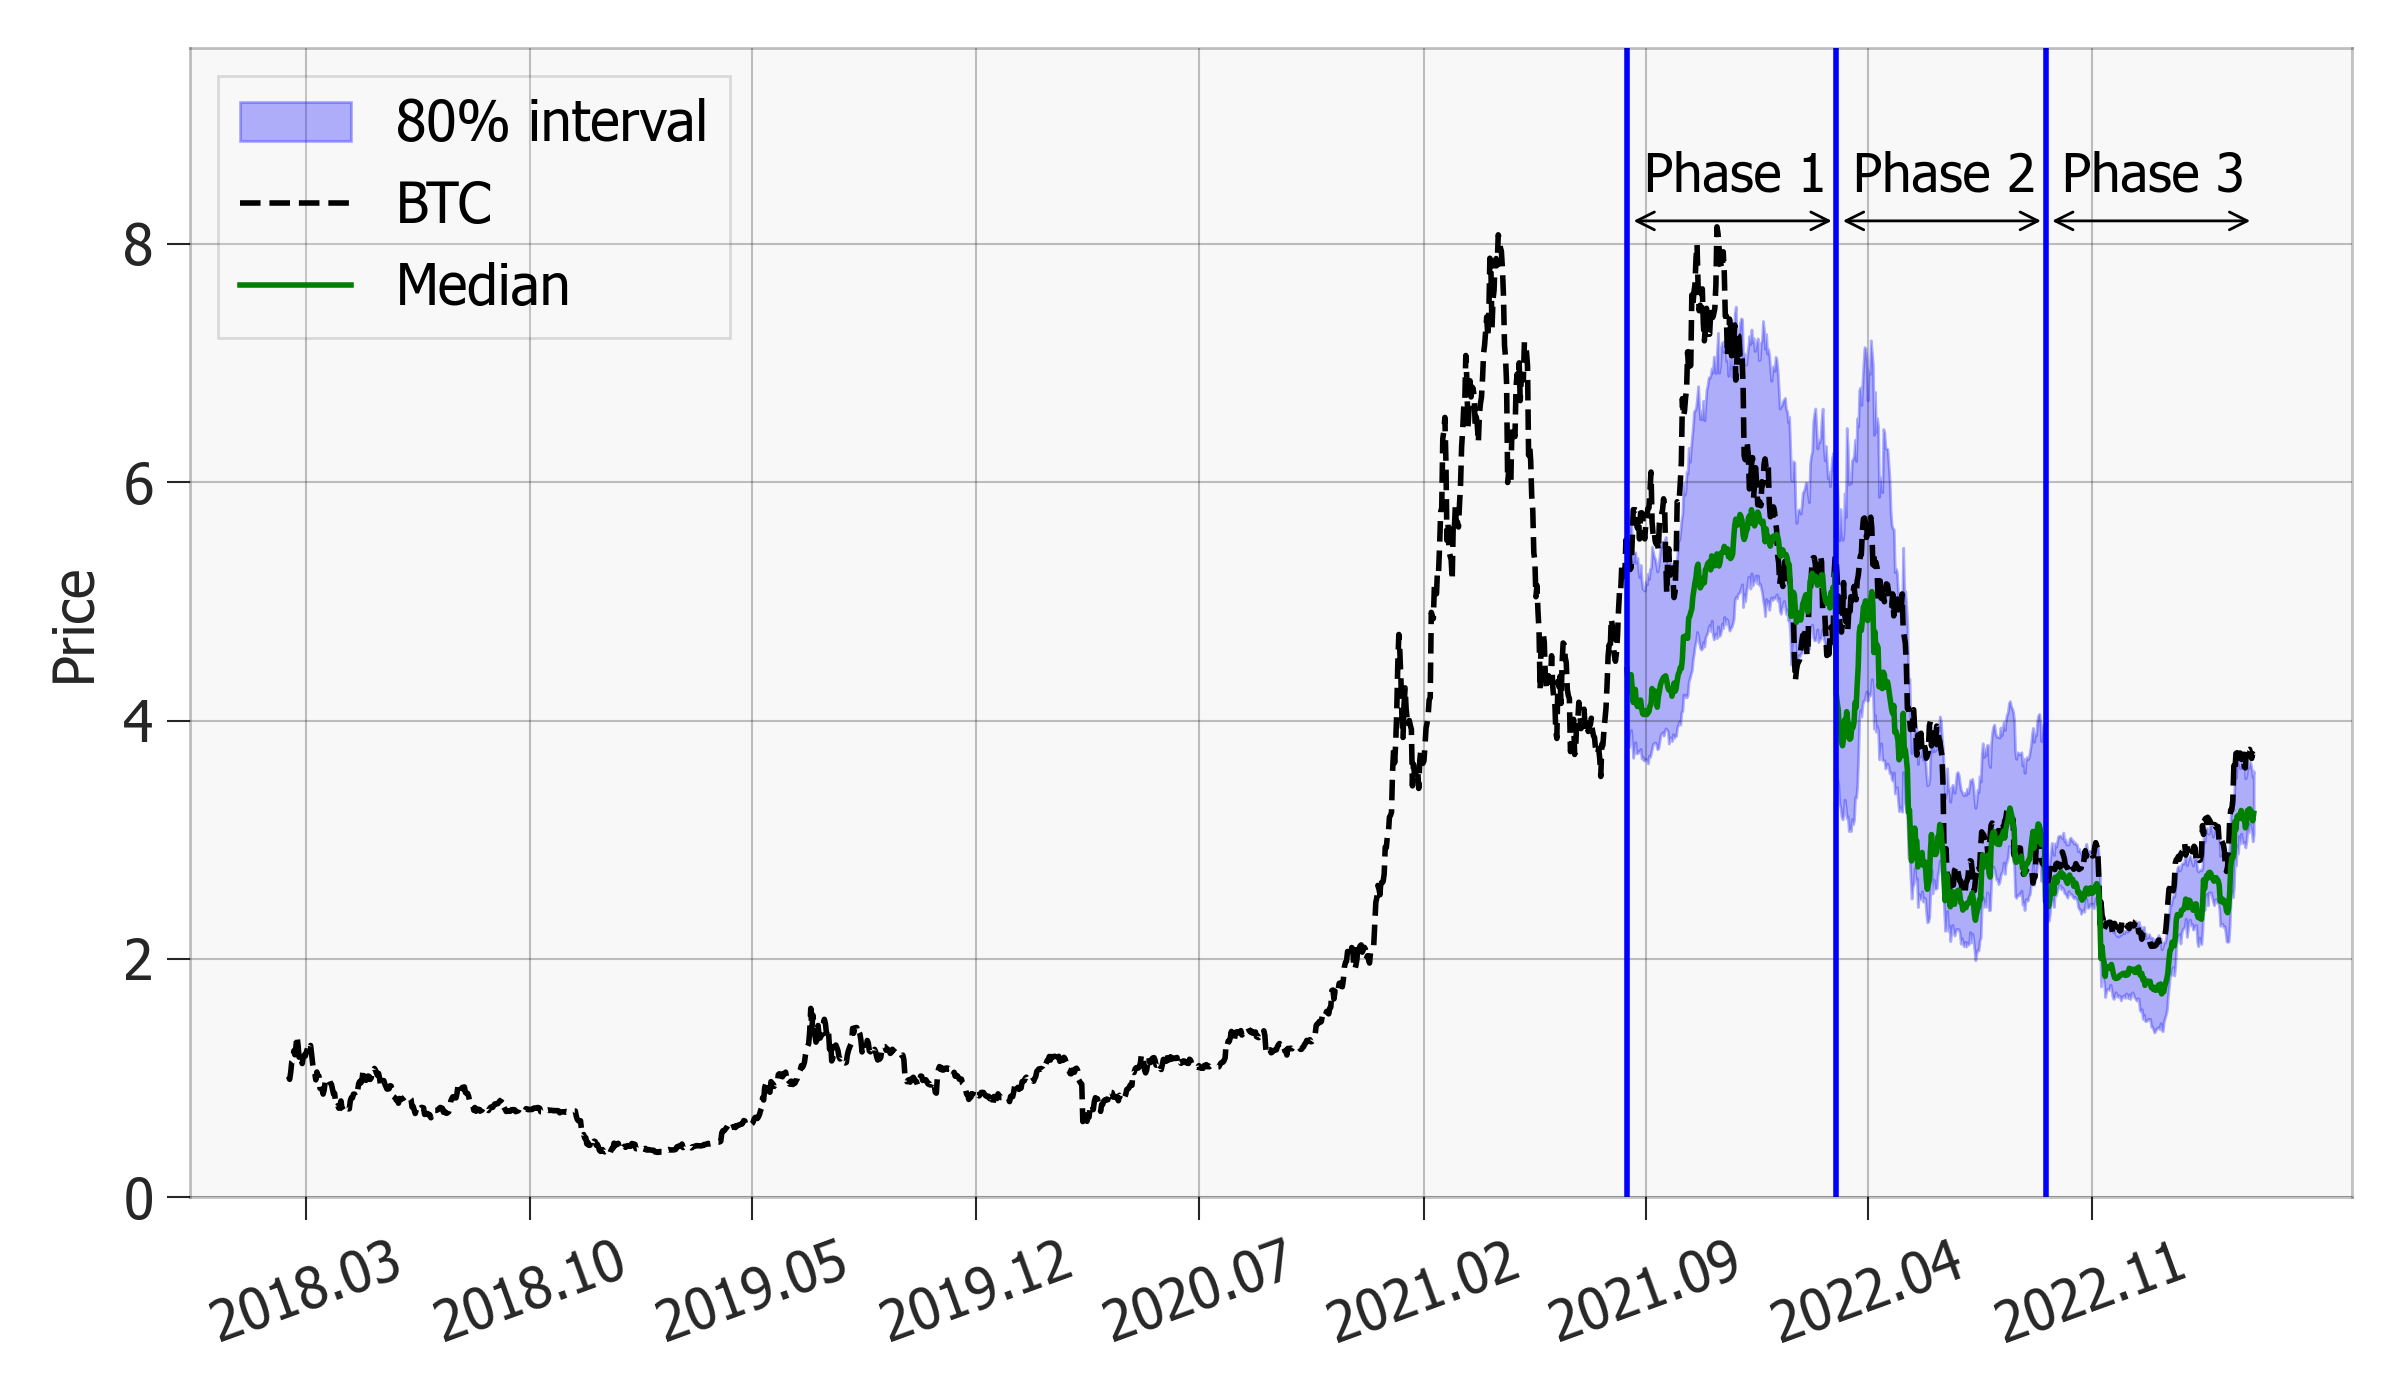 80% interval
BTC
Median
Phase 1
Phase 2
Phase 3
Price
8
6
4
2
0
2018.03
2018.10
2019.05
2019.12
2020.07
2021.02
2021.09
2022.04
2022.11